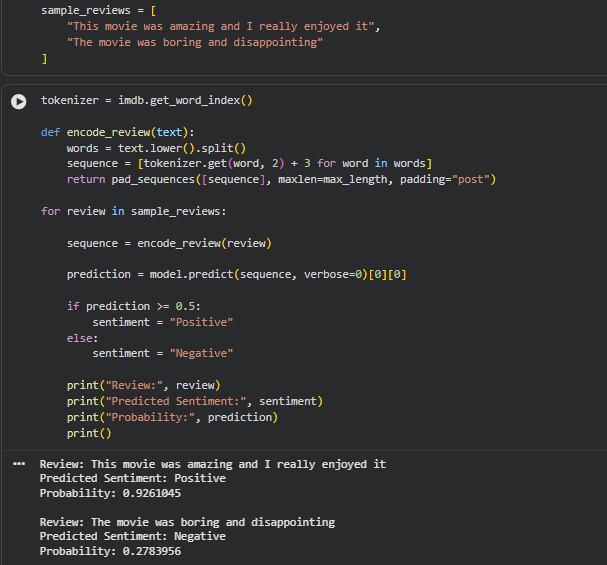 sample_reviews = [
    "This movie was amazing and I really enjoyed it",
    "The movie was boring and disappointing"
]
tokenizer = imdb.get_word_index()
def encode_review(text):
    words = text.lower().split()
    sequence = [tokenizer.get(word, 2) + 3 for word in words]
    return pad_sequences([sequence], maxlen=max_length, padding="post")
for review in sample_reviews:
    sequence = encode_review(review)
    prediction = model.predict(sequence, verbose=0)[0][0]
    if prediction >= 0.5:
        sentiment = "Positive"
    else:
        sentiment = "Negative"
    print("Review:", review)
    print("Predicted Sentiment:", sentiment)
    print("Probability:", prediction)
    print()
Review: This movie was amazing and I really enjoyed it
Predicted Sentiment: Positive
Probability: 0.9261045
Review: The movie was boring and disappointing
Predicted Sentiment: Negative
Probability: 0.2783956